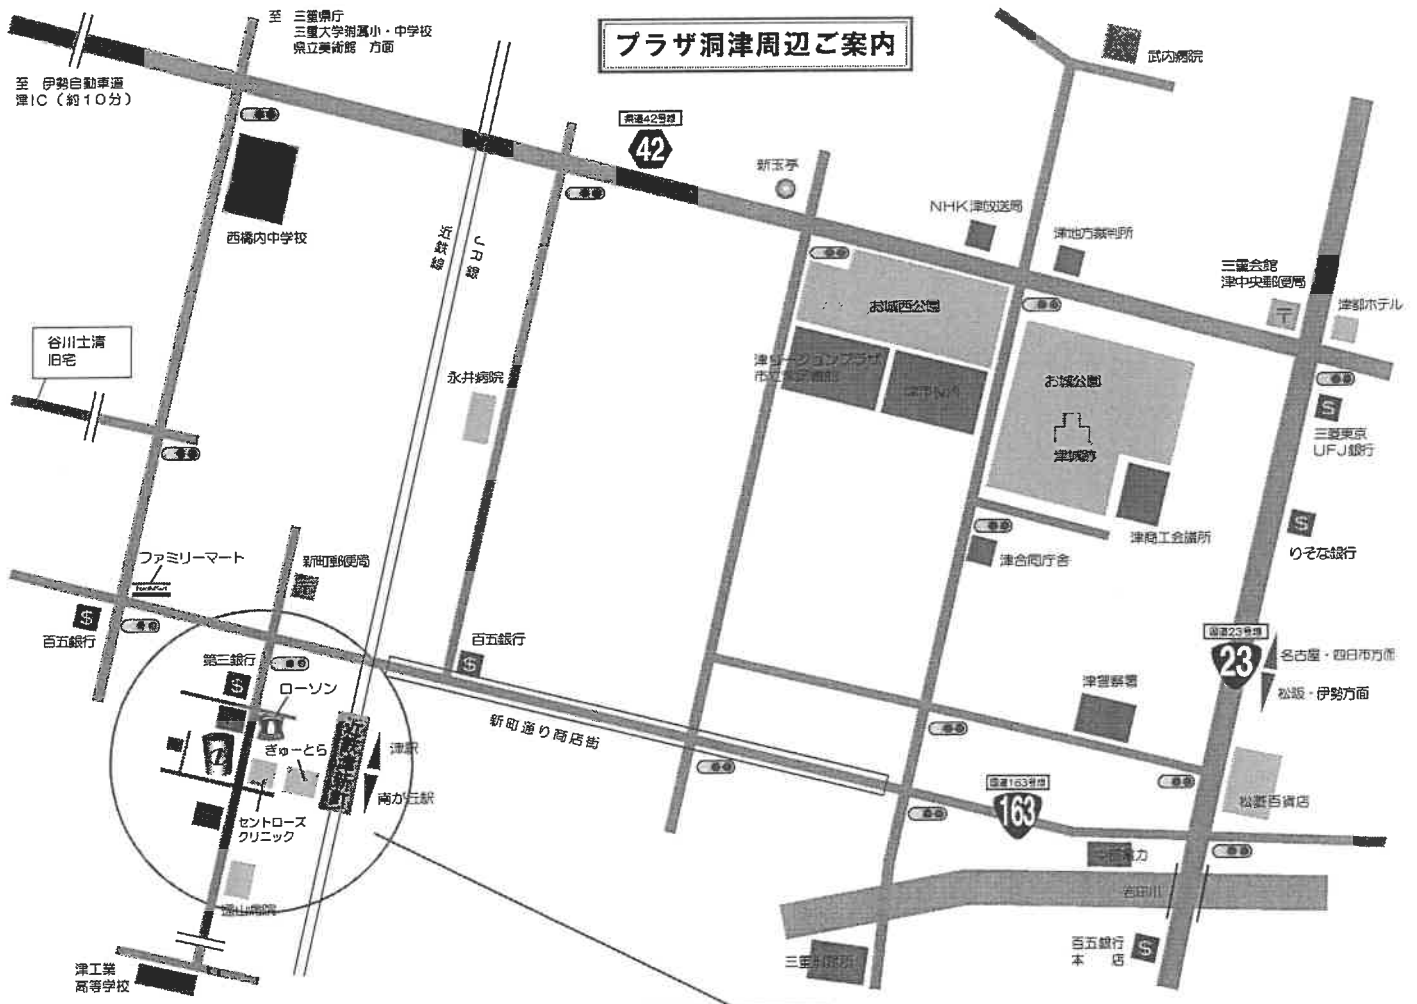 至 三重県庁
三重大学附属小・中学校
県立美術館 方面
プラザ洞津周辺ご案内
武内病院
至 伊勢自動車道
津IC（約10分）
県道42号線
42
新玉亭
西橋内中学校
近鉄線
JR線
NHK津放送局
津地方裁判所
三重会館
津中央郵便局
〒
津都ホテル
お城西公園
谷川士清
旧宅
永井病院
お城公園
津城跡
S
三菱東京
UFJ銀行
S
りそな銀行
津商工会議所
津合同庁舎
ファミリーマート
新町郵便局
S
百五銀行
第三銀行
S
ローソン
百五銀行
S
国道23号線
23
名古屋・四日市方面
松阪・伊勢方面
新町通り商店街
津警察署
ぎゅーとら
近鉄津新町
津駅
南が丘駅
国道163号線
163
松菱百貨店
セントローズ
クリニック
岩田川
遠山病院
百五銀行
本 店
S
津工業
高等学校